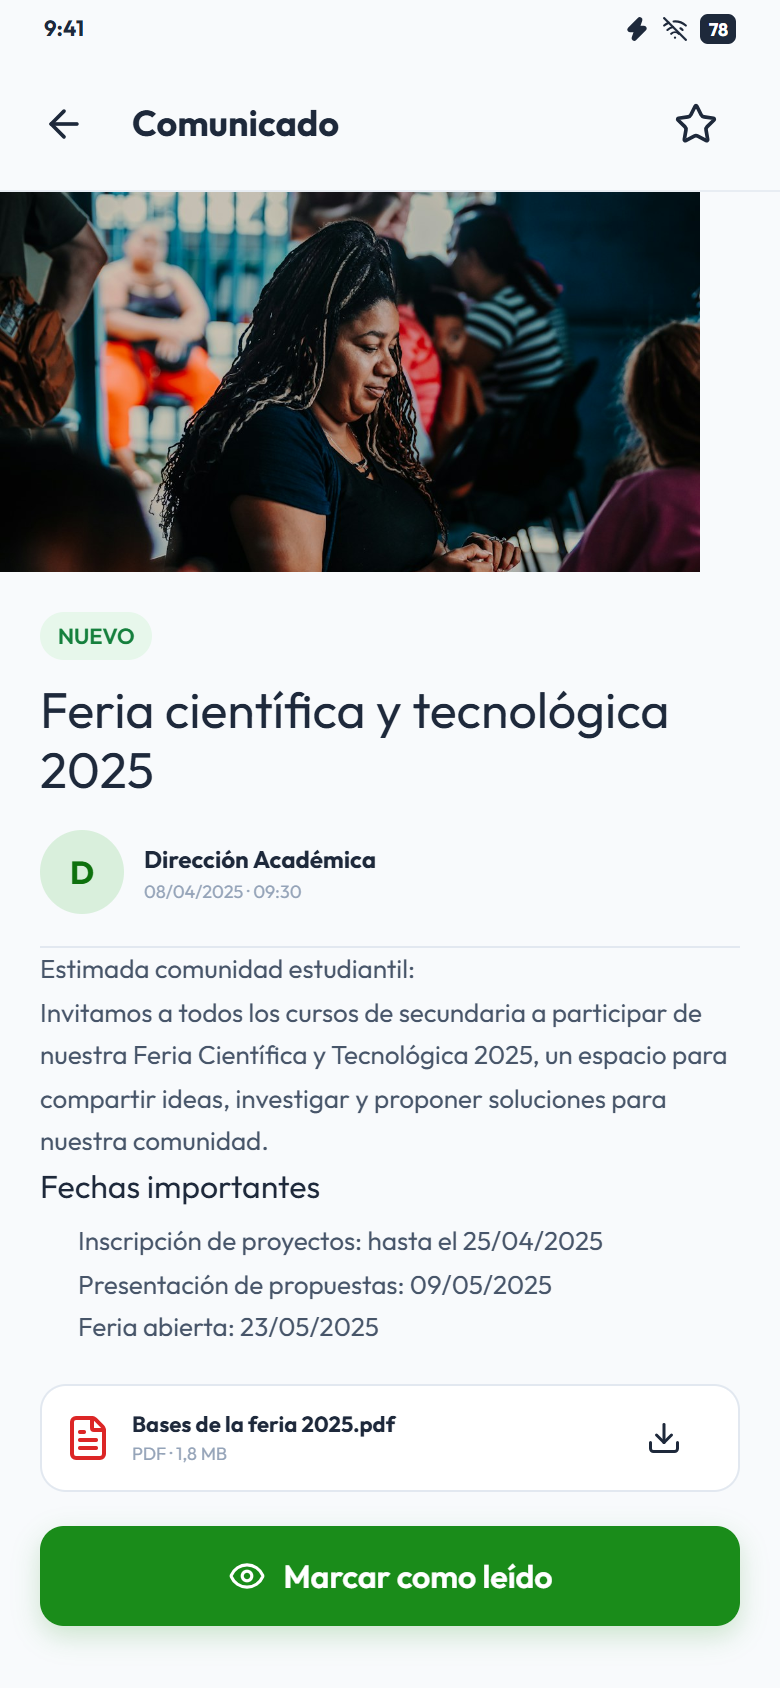 9:41
78
Comunicado
NUEVO
Feria científica y tecnológica
2025
D
Dirección Académica
08/04/2025 · 09:30
Estimada comunidad estudiantil:
Invitamos a todos los cursos de secundaria a participar de
nuestra Feria Científica y Tecnológica 2025, un espacio para
compartir ideas, investigar y proponer soluciones para
nuestra comunidad.
Fechas importantes
Inscripción de proyectos: hasta el 25/04/2025
Presentación de propuestas: 09/05/2025
Feria abierta: 23/05/2025
Bases de la feria 2025.pdf
PDF · 1,8 MB
Marcar como leído